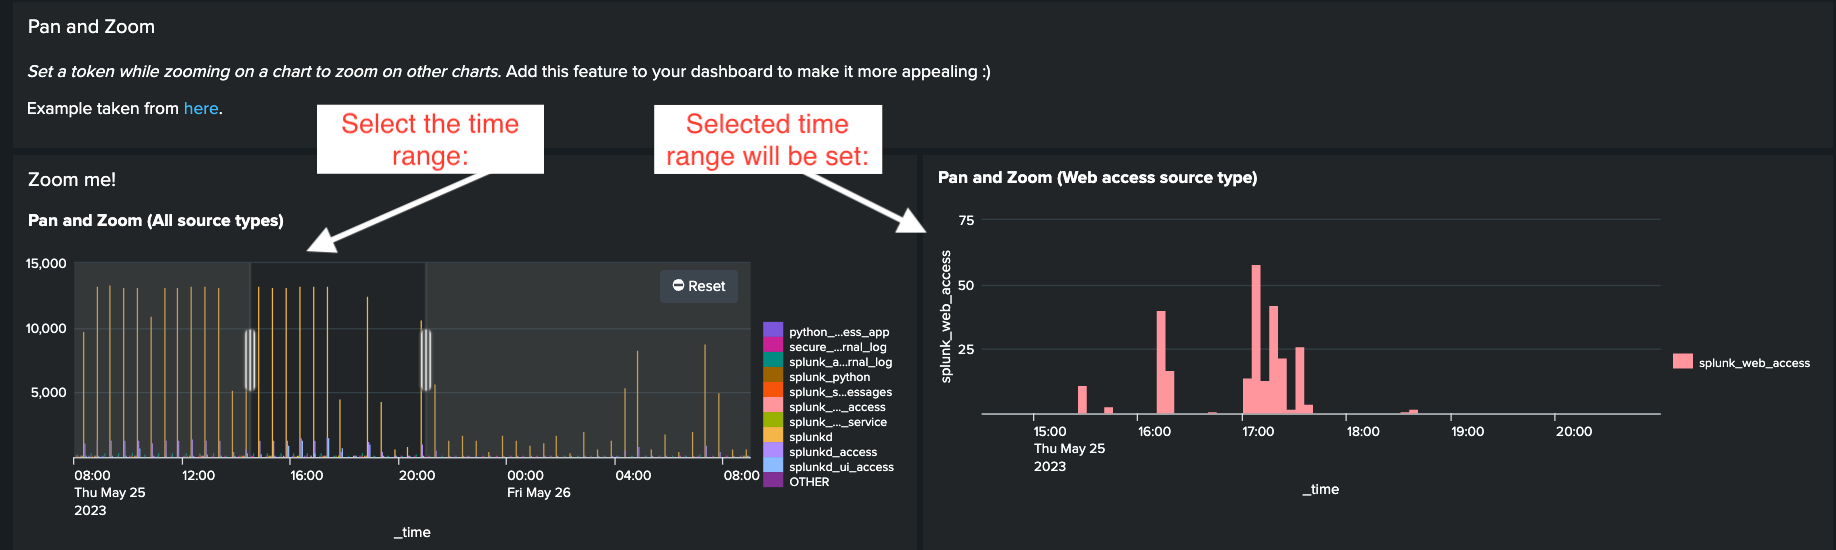 Pan and Zoom
Set a token while zooming on a chart to zoom on other charts. Add this feature to your dashboard to make it more appealing :)
Example taken from here.
Select the time
range:
Selected time
range will be set:
Zoom me!
Pan and Zoom (All source types)
15,000
10,000
5,000
Reset
08:00
Thu May 25
2023
12:00
16:00
20:00
00:00
Fri May 26
04:00
08:00
_time
python_...ess_app
secure_...rnal_log
splunk_a...rnal_log
splunk_python
splunk_s...essages
splunk_..._access
splunk_..._service
splunkd
splunkd_access
splunkd_ui_access
OTHER
Pan and Zoom (Web access source type)
splunk_web_access
75
50
25
15:00
Thu May 25
2023
16:00
17:00
18:00
19:00
20:00
_time
splunk_web_access